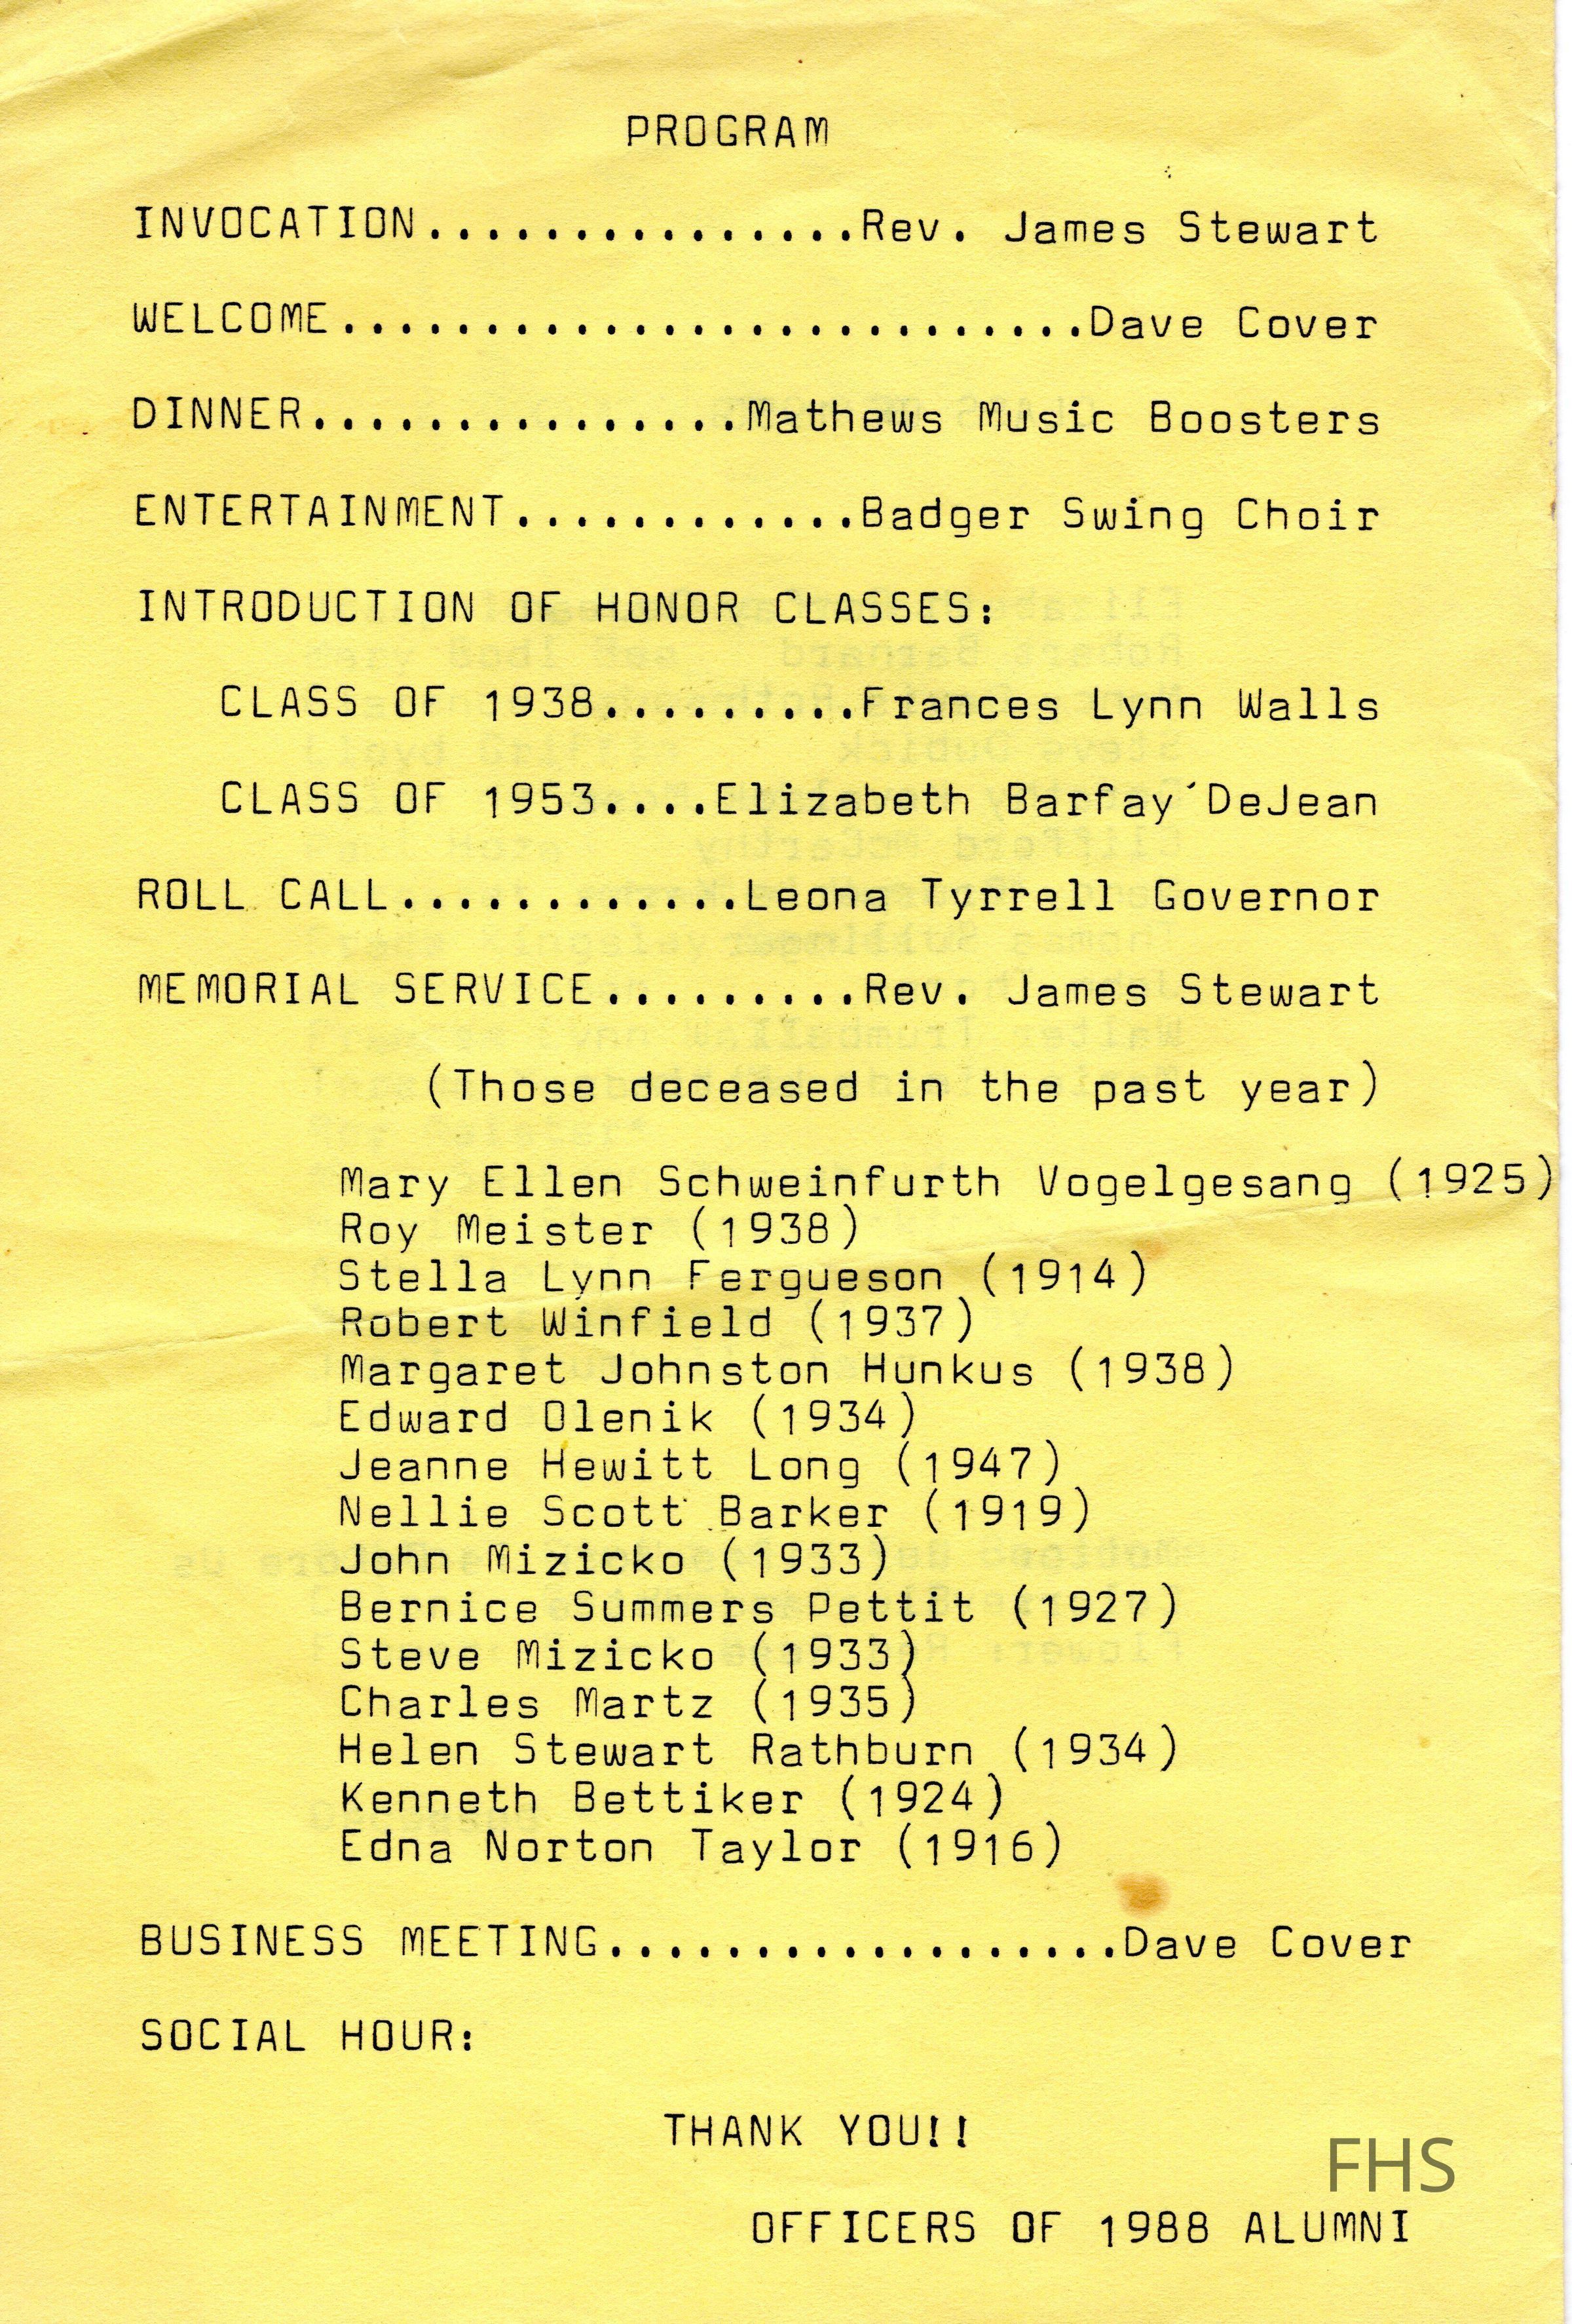 PROGRAM
INVOCATION...............Rev. James Stewart
WELCOME..........................Dave Cover
DINNER...............Mathews Music Boosters
ENTERTAINMENT............Badger Swing Choir
INTRODUCTION OF HONOR CLASSES:
CLASS OF 1938.........Frances Lynn Walls
CLASS OF 1953....Elizabeth Barfay DeJean
ROLL CALL............Leona Tyrrell Governor
MEMORIAL SERVICE.........Rev. James Stewart
(Those deceased in the past year)
Mary Ellen Schweinfurth Vogelgesang (1925)
Roy Meister (1938)
Stella Lynn Fergueson (1914)
Robert Winfield (1937)
Margaret Johnston Hunkus (1938)
Edward Olenik (1934)
Jeanne Hewitt Long (1947)
Nellie Scott Barker (1919)
John Mizicko (1933)
Bernice Summers Pettit (1927)
Steve Mizicko (1933)
Charles Martz (1935)
Helen Stewart Rathburn (1934)
Kenneth Bettiker (1924)
Edna Norton Taylor (1916)
BUSINESS MEETING..................Dave Cover
SOCIAL HOUR:
THANK YOU!!
FHS
OFFICERS OF 1988 ALUMNI